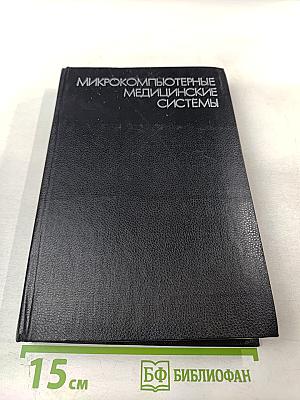 МИКРОКОМПЬЮТЕРНЫЕ
МЕДИЦИНСКИЕ
СИСТЕМЫ
15 см
БФ БИБЛИОФАН